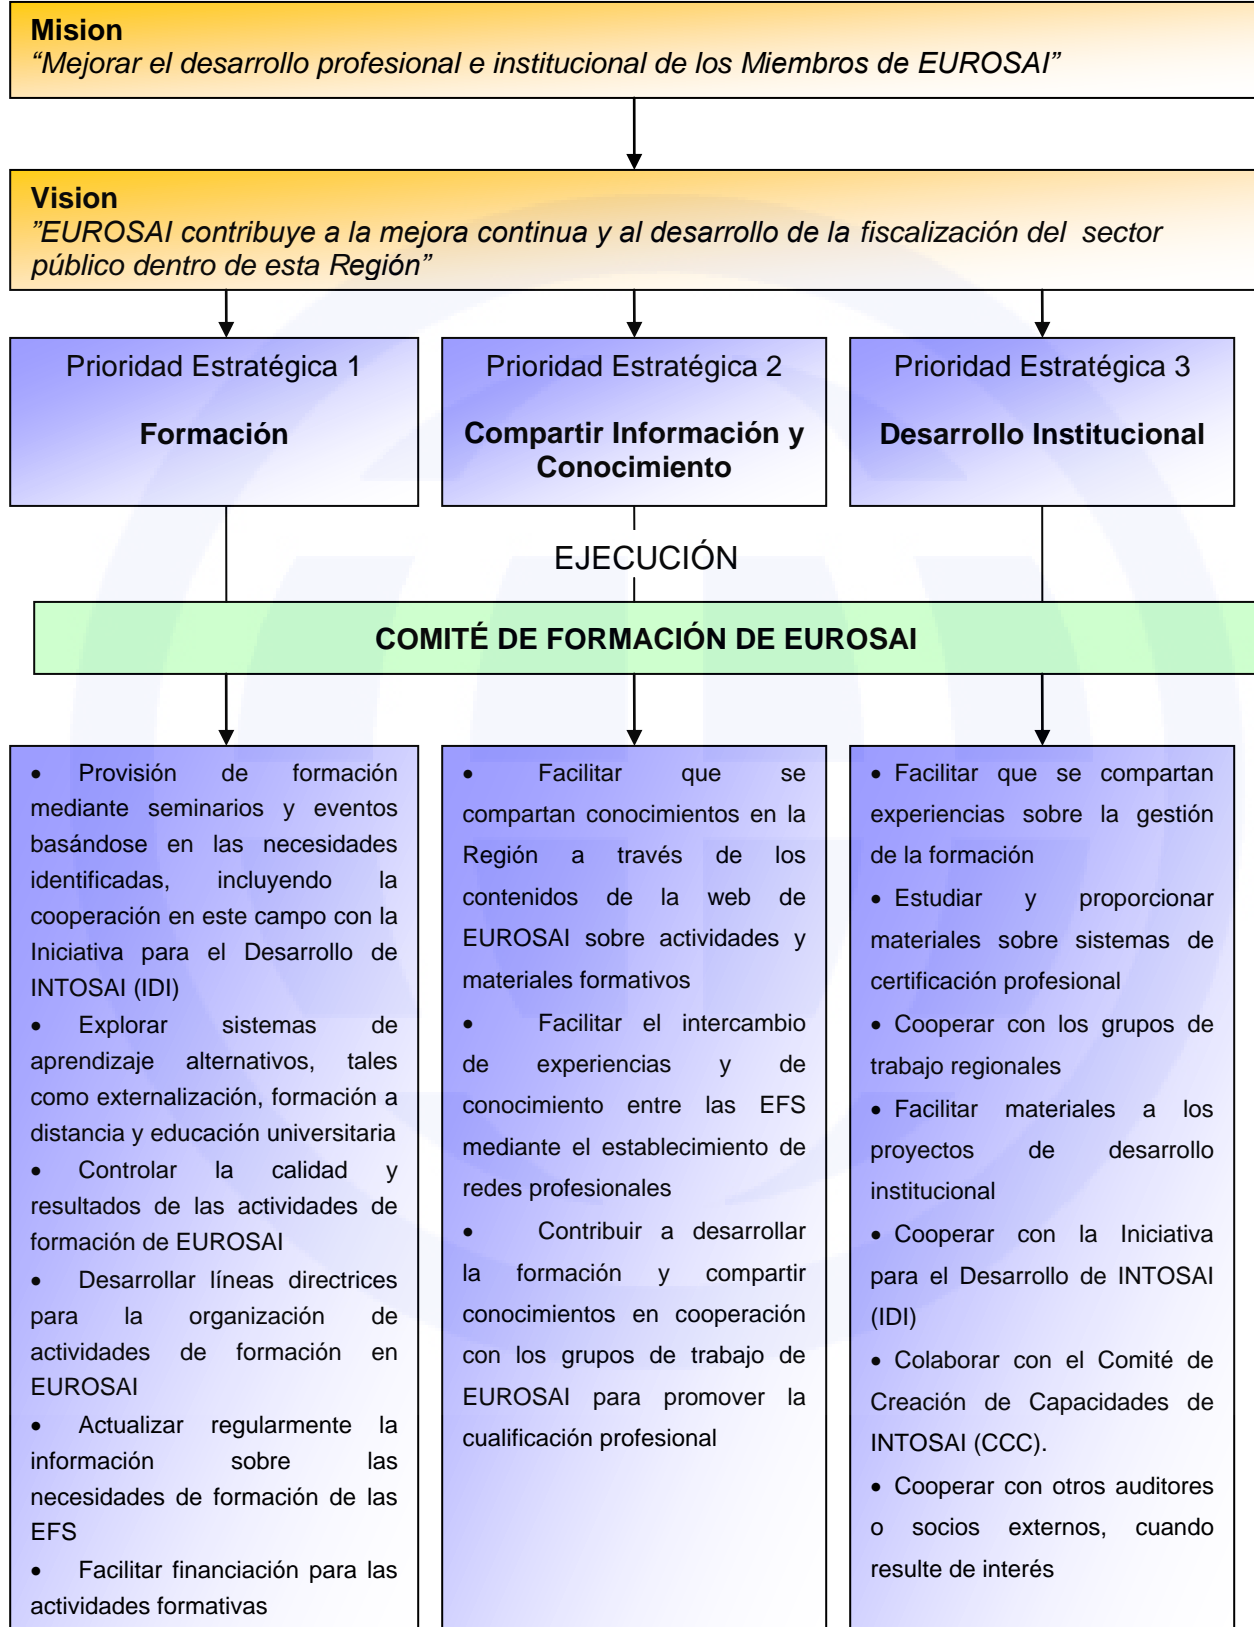 Mision
“Mejorar el desarrollo profesional e institucional de los Miembros de EUROSAI”
Vision
”EUROSAI contribuye a la mejora continua y al desarrollo de la fiscalización del sector
público dentro de esta Región”
Prioridad Estratégica 1
Formación
Prioridad Estratégica 2
Compartir Información y
Conocimiento
Prioridad Estratégica 3
Desarrollo Institucional
EJECUCIÓN
COMITÉ DE FORMACIÓN DE EUROSAI
• Provisión de formación
mediante seminarios y eventos
basándose en las necesidades
identificadas, incluyendo la
cooperación en este campo con la
Iniciativa para el Desarrollo de
INTOSAI (IDI)
• Explorar sistemas de
aprendizaje alternativos, tales
como externalización, formación a
distancia y educación universitaria
• Controlar la calidad y
resultados de las actividades de
formación de EUROSAI
• Desarrollar líneas directrices
para la organización de
actividades de formación en
EUROSAI
• Actualizar regularmente la
información sobre las
necesidades de formación de las
EFS
• Facilitar financiación para las
actividades formativas
• Facilitar que se
compartan conocimientos en la
Región a través de los
contenidos de la web de
EUROSAI sobre actividades y
materiales formativos
• Facilitar el intercambio
de experiencias y de
conocimiento entre las EFS
mediante el establecimiento de
redes profesionales
• Contribuir a desarrollar
la formación y compartir
conocimientos en cooperación
con los grupos de trabajo de
EUROSAI para promover la
cualificación profesional
• Facilitar que se compartan
experiencias sobre la gestión
de la formación
• Estudiar y proporcionar
materiales sobre sistemas de
certificación profesional
• Cooperar con los grupos de
trabajo regionales
• Facilitar materiales a los
proyectos de desarrollo
institucional
• Cooperar con la Iniciativa
para el Desarrollo de INTOSAI
(IDI)
• Colaborar con el Comité de
Creación de Capacidades de
INTOSAI (CCC).
• Cooperar con otros auditores
o socios externos, cuando
resulte de interés